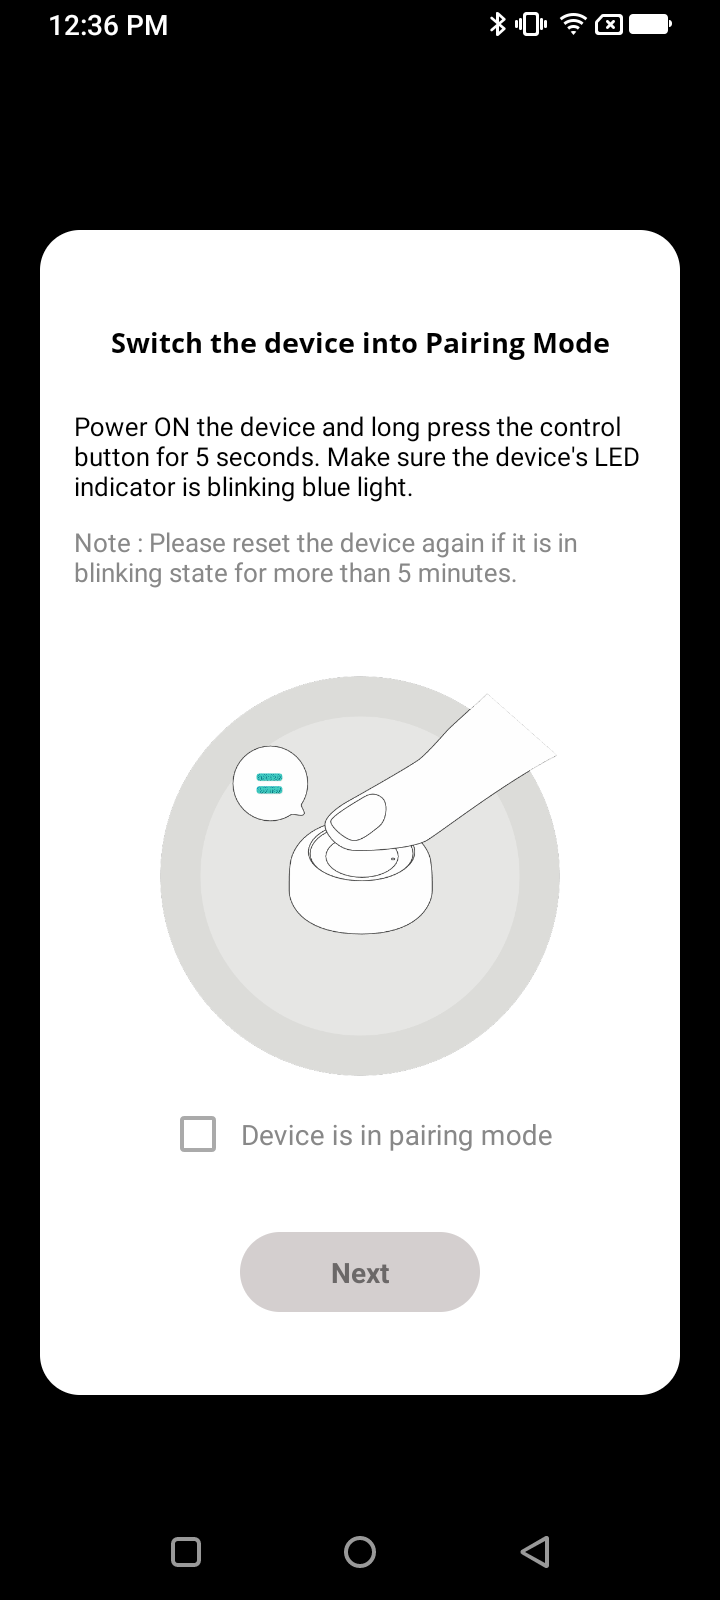 12:36 PM
Switch the device into Pairing Mode
Power ON the device and long press the control
button for 5 seconds. Make sure the device's LED
indicator is blinking blue light.
Note : Please reset the device again if it is in
blinking state for more than 5 minutes.
Device is in pairing mode
Next